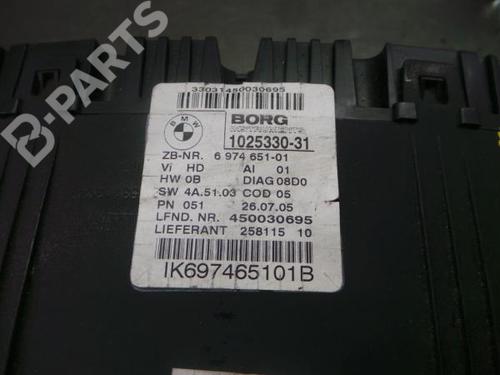 B-PARTS
33031450030695
BMW
BORG
INSTRUMENTS
1025330-31
ZB-NR. 6 974 651-01
Vi HD AI 01
HW 0B DIAG 08D0
SW 4A.51.03 COD 05
PN 051 26.07.05
LFND. NR. 450030695
LIEFERANT 258115 10
IK697465101B